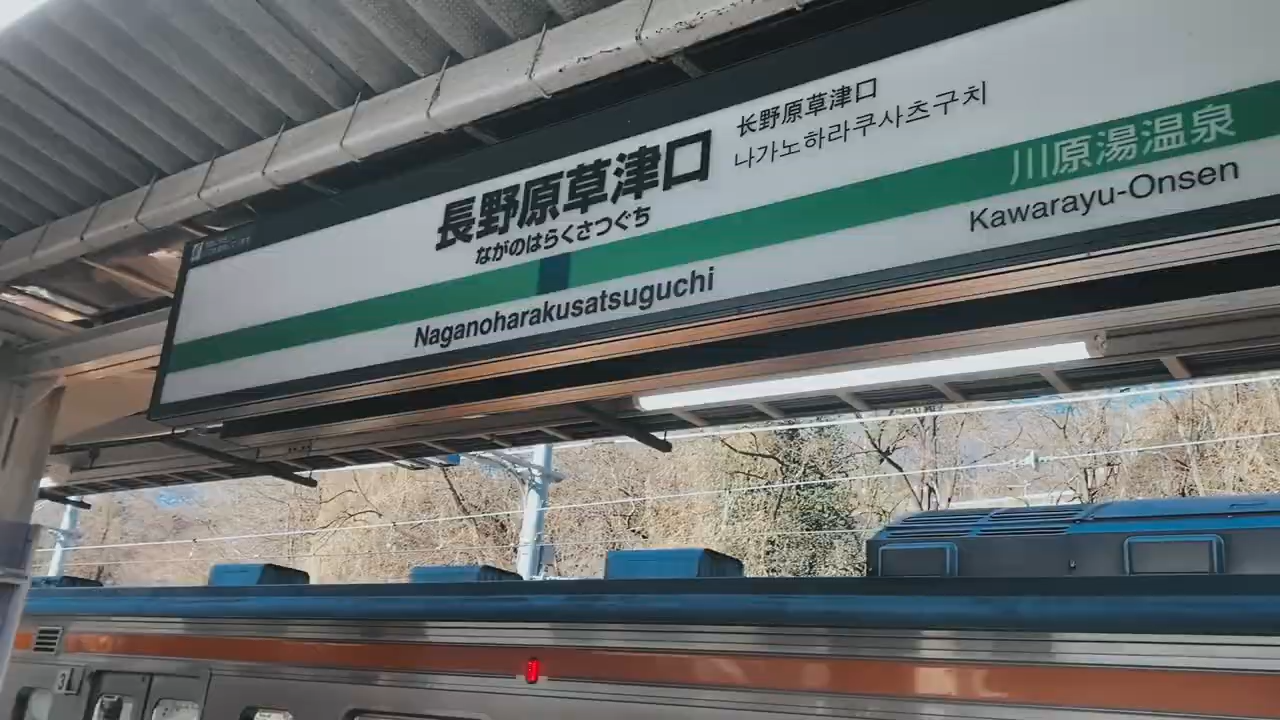 長野原草津口
ながのはらくさつぐち
长野原草津口
나가노하라쿠사츠구치
川原湯温泉
Naganoharakusatsuguchi
Kawarayu-Onsen
3